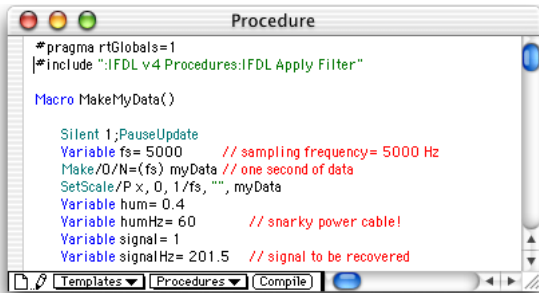 Procedure
#pragma rtGlobals=1
#include ":IFDL v4 Procedures:IFDL Apply Filter"
Macro MakeMyData()
Silent 1;PauseUpdate
Variable fs= 5000 // sampling frequency= 5000 Hz
Make/O/N=(fs) myData // one second of data
SetScale/P x, 0, 1/fs, "", myData
Variable hum= 0.4
Variable humHz= 60 // snarky power cable!
Variable signal= 1
Variable signalHz= 201.5 // signal to be recovered
Templates Procedures Compile